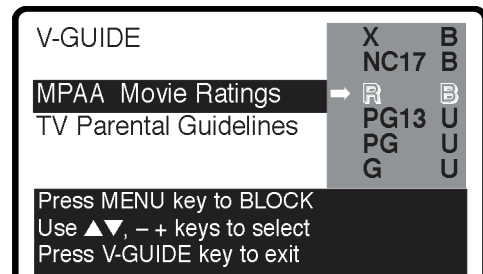 V-GUIDE
X B
NC17 B
MPAA Movie Ratings ➡ R B
TV Parental Guidelines PG13 U
PG U
G U
Press MENU key to BLOCK
Use ▲▼, – + keys to select
Press V-GUIDE key to exit